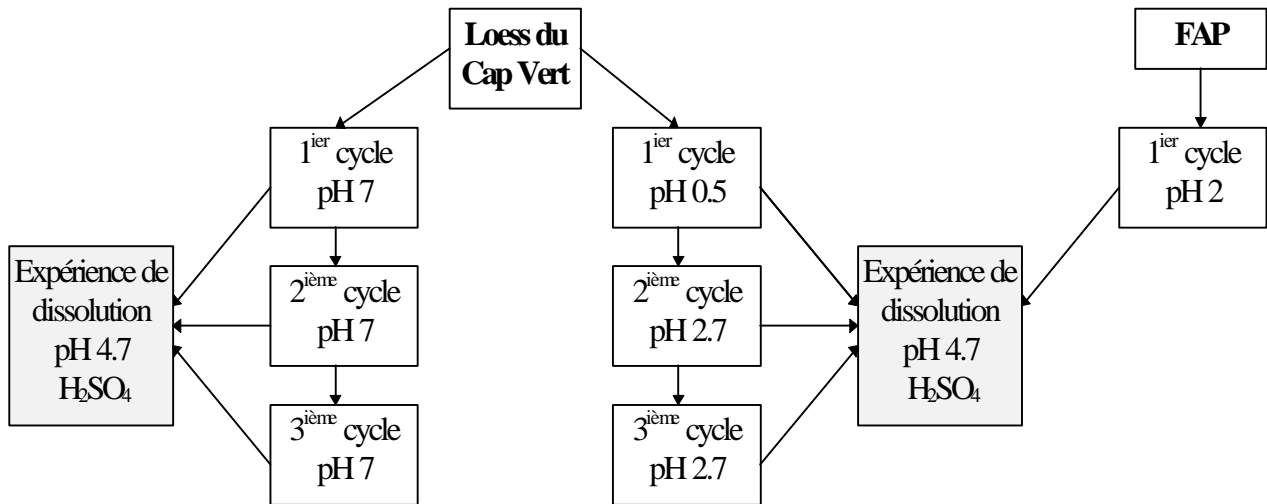 Loess du
Cap Vert
FAP
1ier cycle
pH 7
1ier cycle
pH 0.5
1ier cycle
pH 2
Expérience de
dissolution
pH 4.7
H₂SO₄
2ième cycle
pH 7
2ième cycle
pH 2.7
Expérience de
dissolution
pH 4.7
H₂SO₄
3ième cycle
pH 7
3ième cycle
pH 2.7